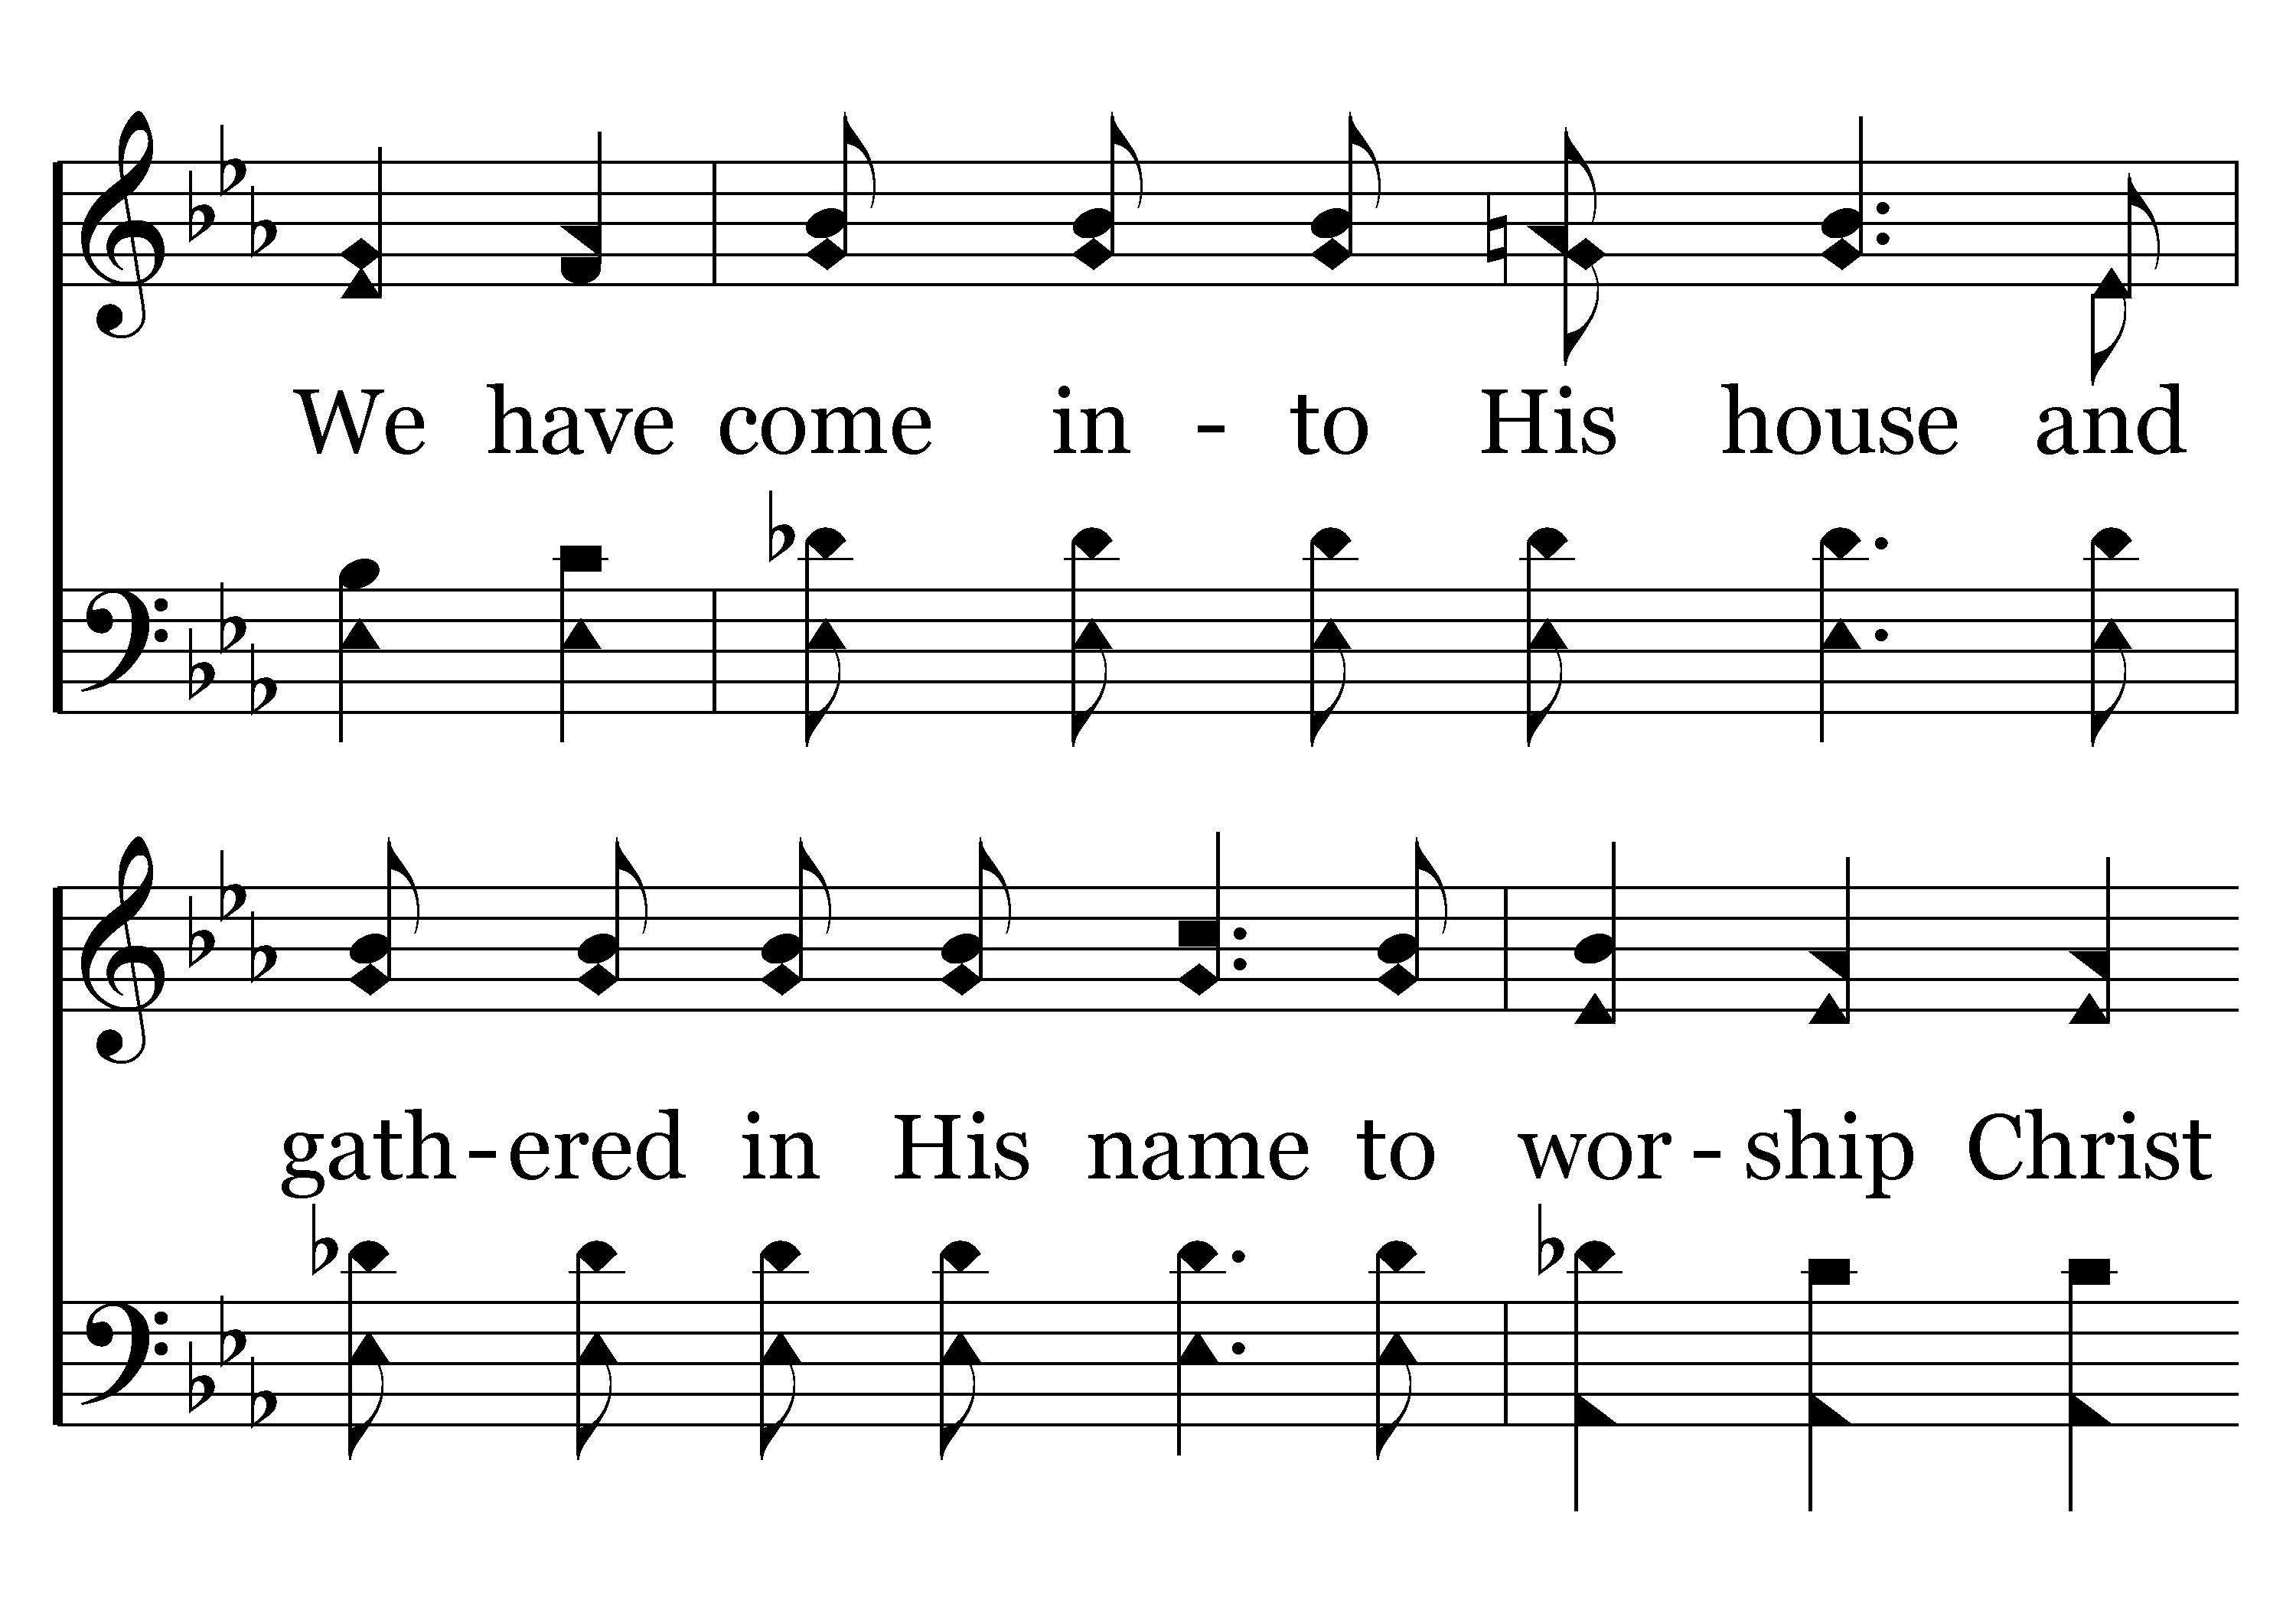 We have come in - to His house and
gath - ered in His name to wor - ship Christ